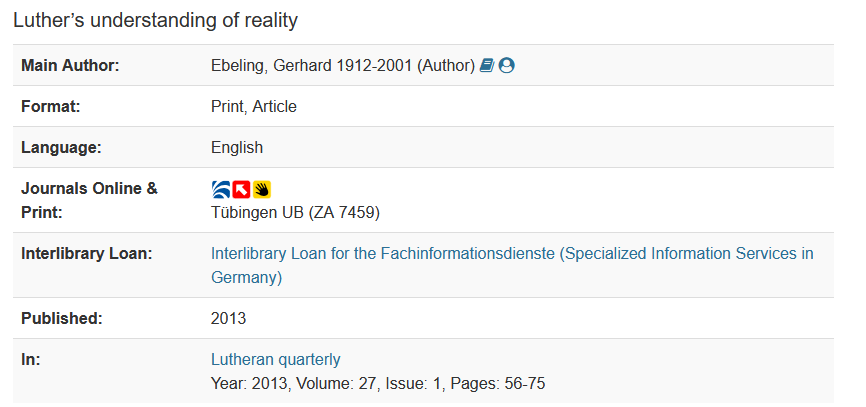 Luther’s understanding of reality
Main Author: Ebeling, Gerhard 1912-2001 (Author)
Format: Print, Article
Language: English
Journals Online &
Print:
Tübingen UB (ZA 7459)
Interlibrary Loan: Interlibrary Loan for the Fachinformationsdienste (Specialized Information Services in
Germany)
Published: 2013
In: Lutheran quarterly
Year: 2013, Volume: 27, Issue: 1, Pages: 56-75